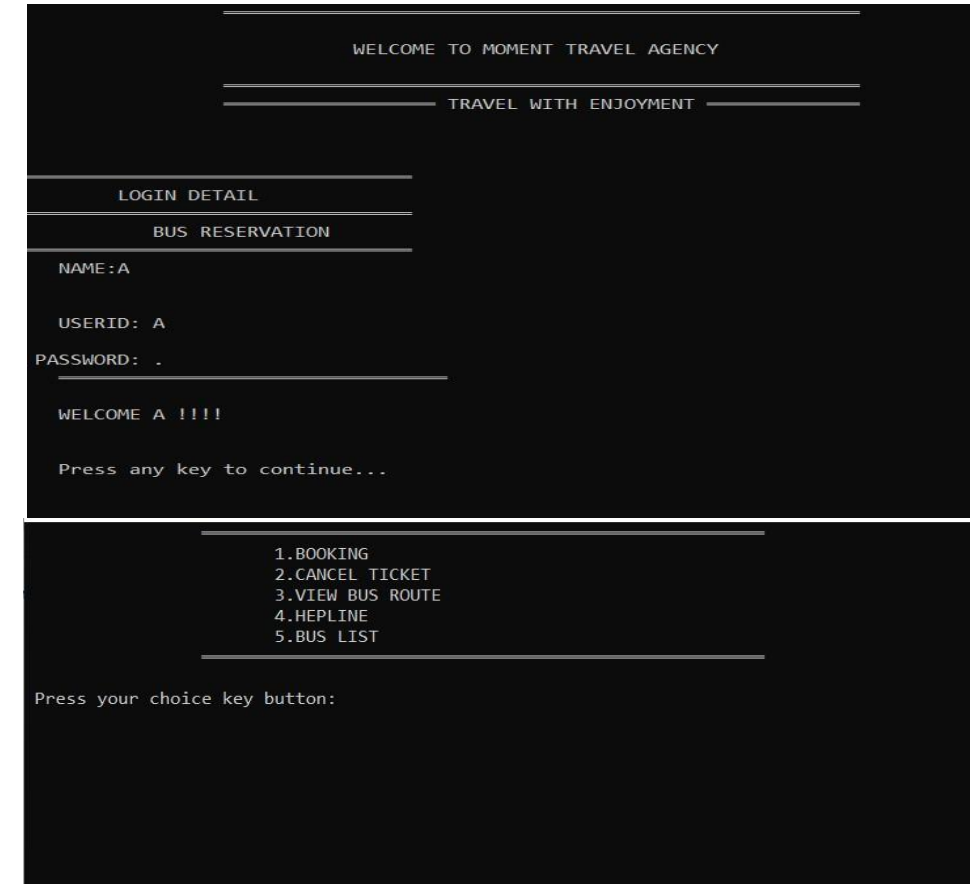 WELCOME TO MOMENT TRAVEL AGENCY
TRAVEL WITH ENJOYMENT
LOGIN DETAIL
BUS RESERVATION
NAME:A
USERID: A
PASSWORD: .
WELCOME A !!!!
Press any key to continue...
1.BOOKING
2.CANCEL TICKET
3.VIEW BUS ROUTE
4.HEPLINE
5.BUS LIST
Press your choice key button: